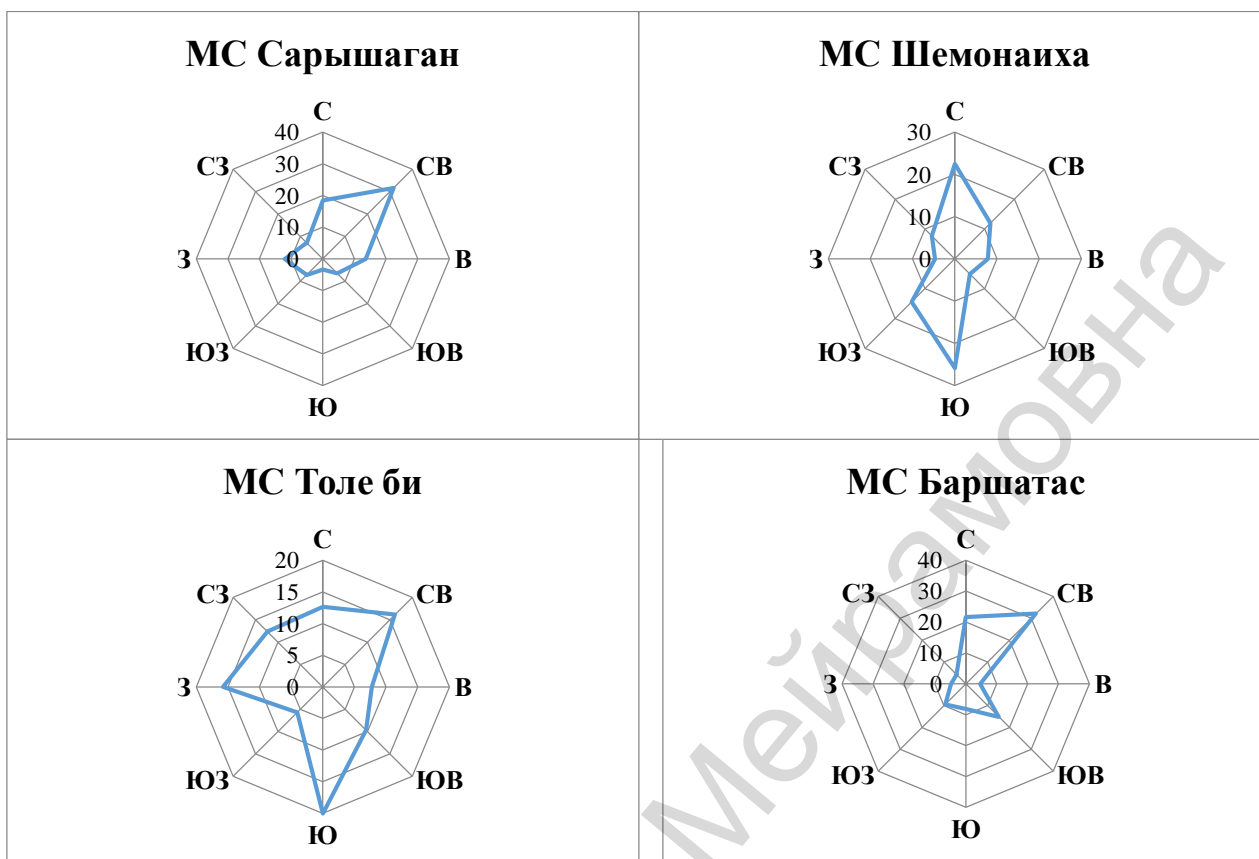 МС Сарышаган
С
40
30
20
10
0
СВ
В
ЮВ
Ю
ЮЗ
З
СЗ
МС Шемонаиха
С
30
20
10
0
СВ
В
ЮВ
Ю
ЮЗ
З
СЗ
МС Толе би
С
20
15
10
5
0
СВ
В
ЮВ
Ю
ЮЗ
З
СЗ
МС Баршатас
С
40
30
20
10
0
СВ
В
ЮВ
Ю
ЮЗ
З
СЗ
Мейрамовна